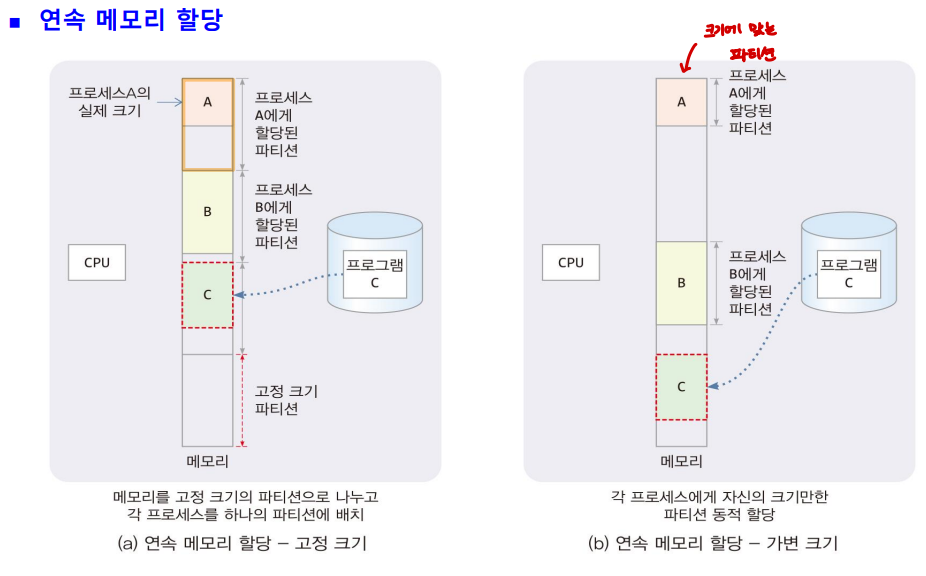 ■ 연속 메모리 할당
프로세스A의
실제 크기
A
프로세스
A에게
할당된
파티션
B
프로세스
B에게
할당된
파티션
CPU
C
프로그램
C
고정 크기
파티션
메모리
메모리를 고정 크기의 파티션으로 나누고
각 프로세스를 하나의 파티션에 배치
(a) 연속 메모리 할당 – 고정 크기
크기에 맞는
파티션
A
프로세스
A에게
할당된
파티션
CPU
B
프로세스
B에게
할당된
파티션
프로그램
C
C
메모리
각 프로세스에게 자신의 크기만한
파티션 동적 할당
(b) 연속 메모리 할당 – 가변 크기